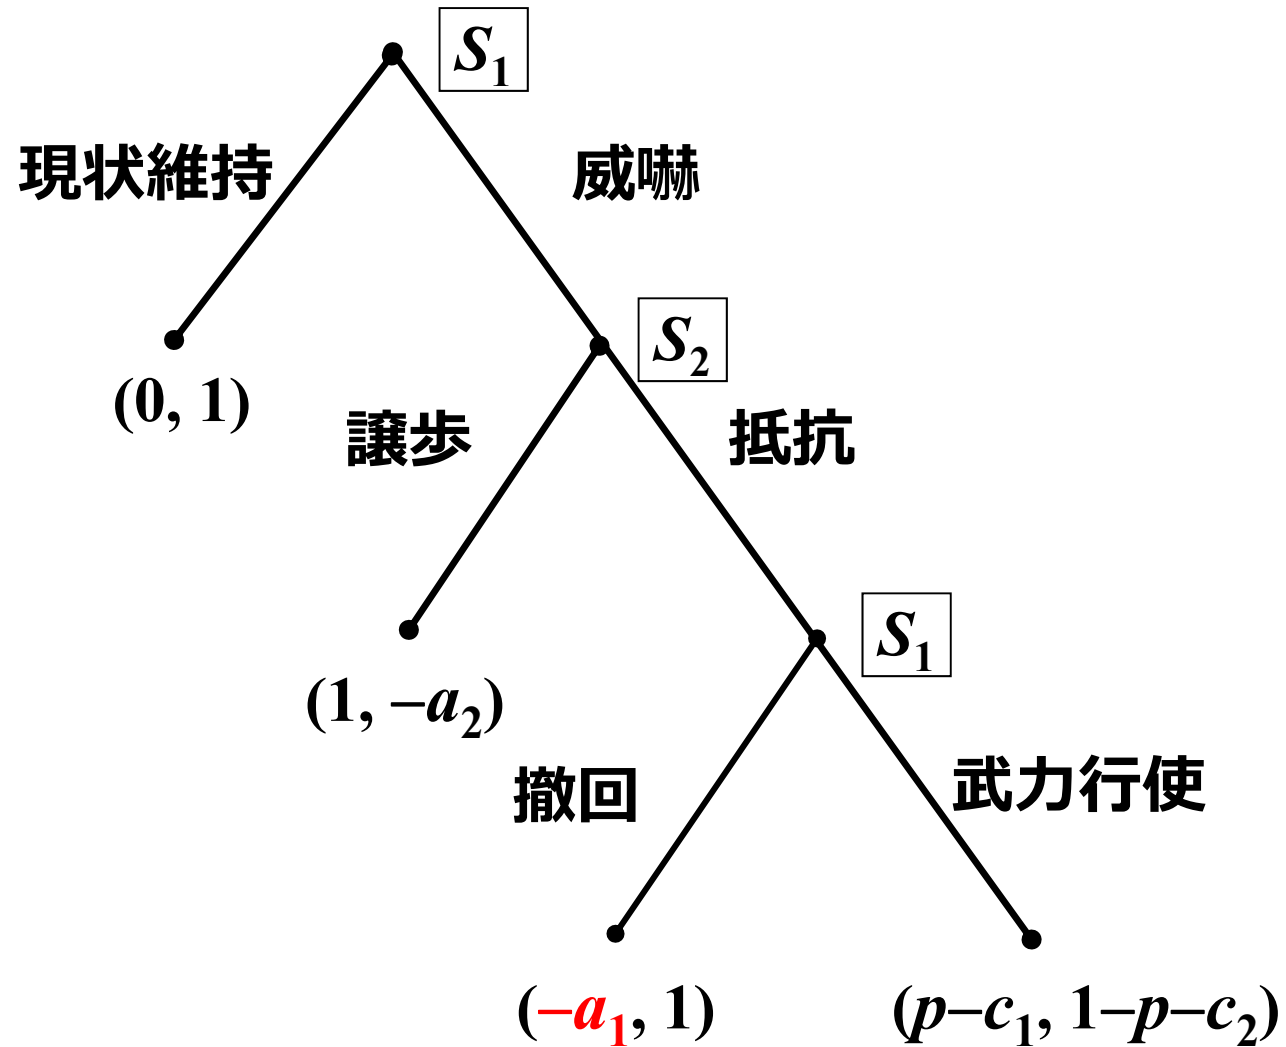 S₁
現状維持
威嚇
S₂
(0, 1)
譲歩
抵抗
S₁
(1, −a₂)
撤回
武力行使
(−a₁, 1)
(p−c₁, 1−p−c₂)